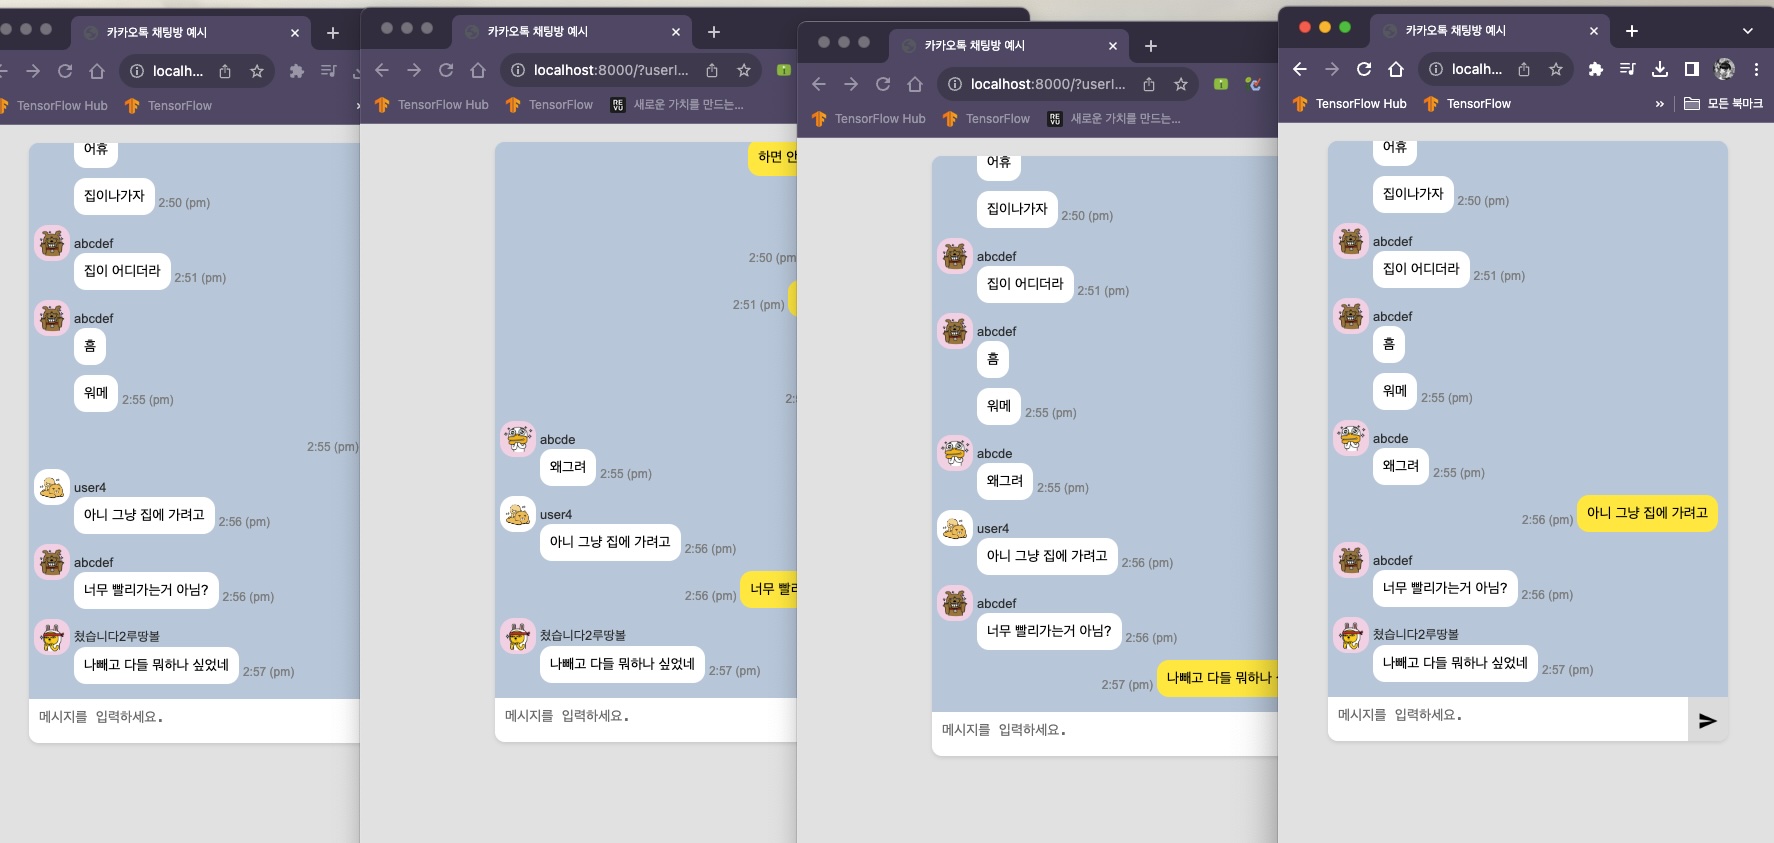 카카오톡 채팅방 예시
localh...
TensorFlow Hub
TensorFlow
»
어휴
집이나가자
2:50 (pm)
abcdef
집이 어디더라
2:51 (pm)
abcdef
흠
워메
2:55 (pm)
2:55 (pm)
user4
아니 그냥 집에 가려고
2:56 (pm)
abcdef
너무 빨리가는거 아님?
2:56 (pm)
쳤습니다2루땅볼
나빼고 다들 뭐하나 싶었네
2:57 (pm)
메시지를 입력하세요.
카카오톡 채팅방 예시
localhost:8000/?userI...
TensorFlow Hub
TensorFlow
RE VU
새로운 가치를 만드는...
하면 안
2:50 (pm)
2:51 (pm)
2:
abcde
왜그려
2:55 (pm)
user4
아니 그냥 집에 가려고
2:56 (pm)
2:56 (pm)
너무 빨리
쳤습니다2루땅볼
나빼고 다들 뭐하나 싶었네
2:57 (pm)
메시지를 입력하세요.
카카오톡 채팅방 예시
localhost:8000/?userI...
TensorFlow Hub
TensorFlow
RE VU
새로운 가치를 만드는...
어휴
집이나가자
2:50 (pm)
abcdef
집이 어디더라
2:51 (pm)
abcdef
흠
워메
2:55 (pm)
abcde
왜그려
2:55 (pm)
user4
아니 그냥 집에 가려고
2:56 (pm)
abcdef
너무 빨리가는거 아님?
2:56 (pm)
2:57 (pm)
나빼고 다들 뭐하나
메시지를 입력하세요.
카카오톡 채팅방 예시
localh...
TensorFlow Hub
TensorFlow
»
모든 북마크
어휴
집이나가자
2:50 (pm)
abcdef
집이 어디더라
2:51 (pm)
abcdef
흠
워메
2:55 (pm)
abcde
왜그려
2:55 (pm)
2:56 (pm)
아니 그냥 집에 가려고
abcdef
너무 빨리가는거 아님?
2:56 (pm)
쳤습니다2루땅볼
나빼고 다들 뭐하나 싶었네
2:57 (pm)
메시지를 입력하세요.